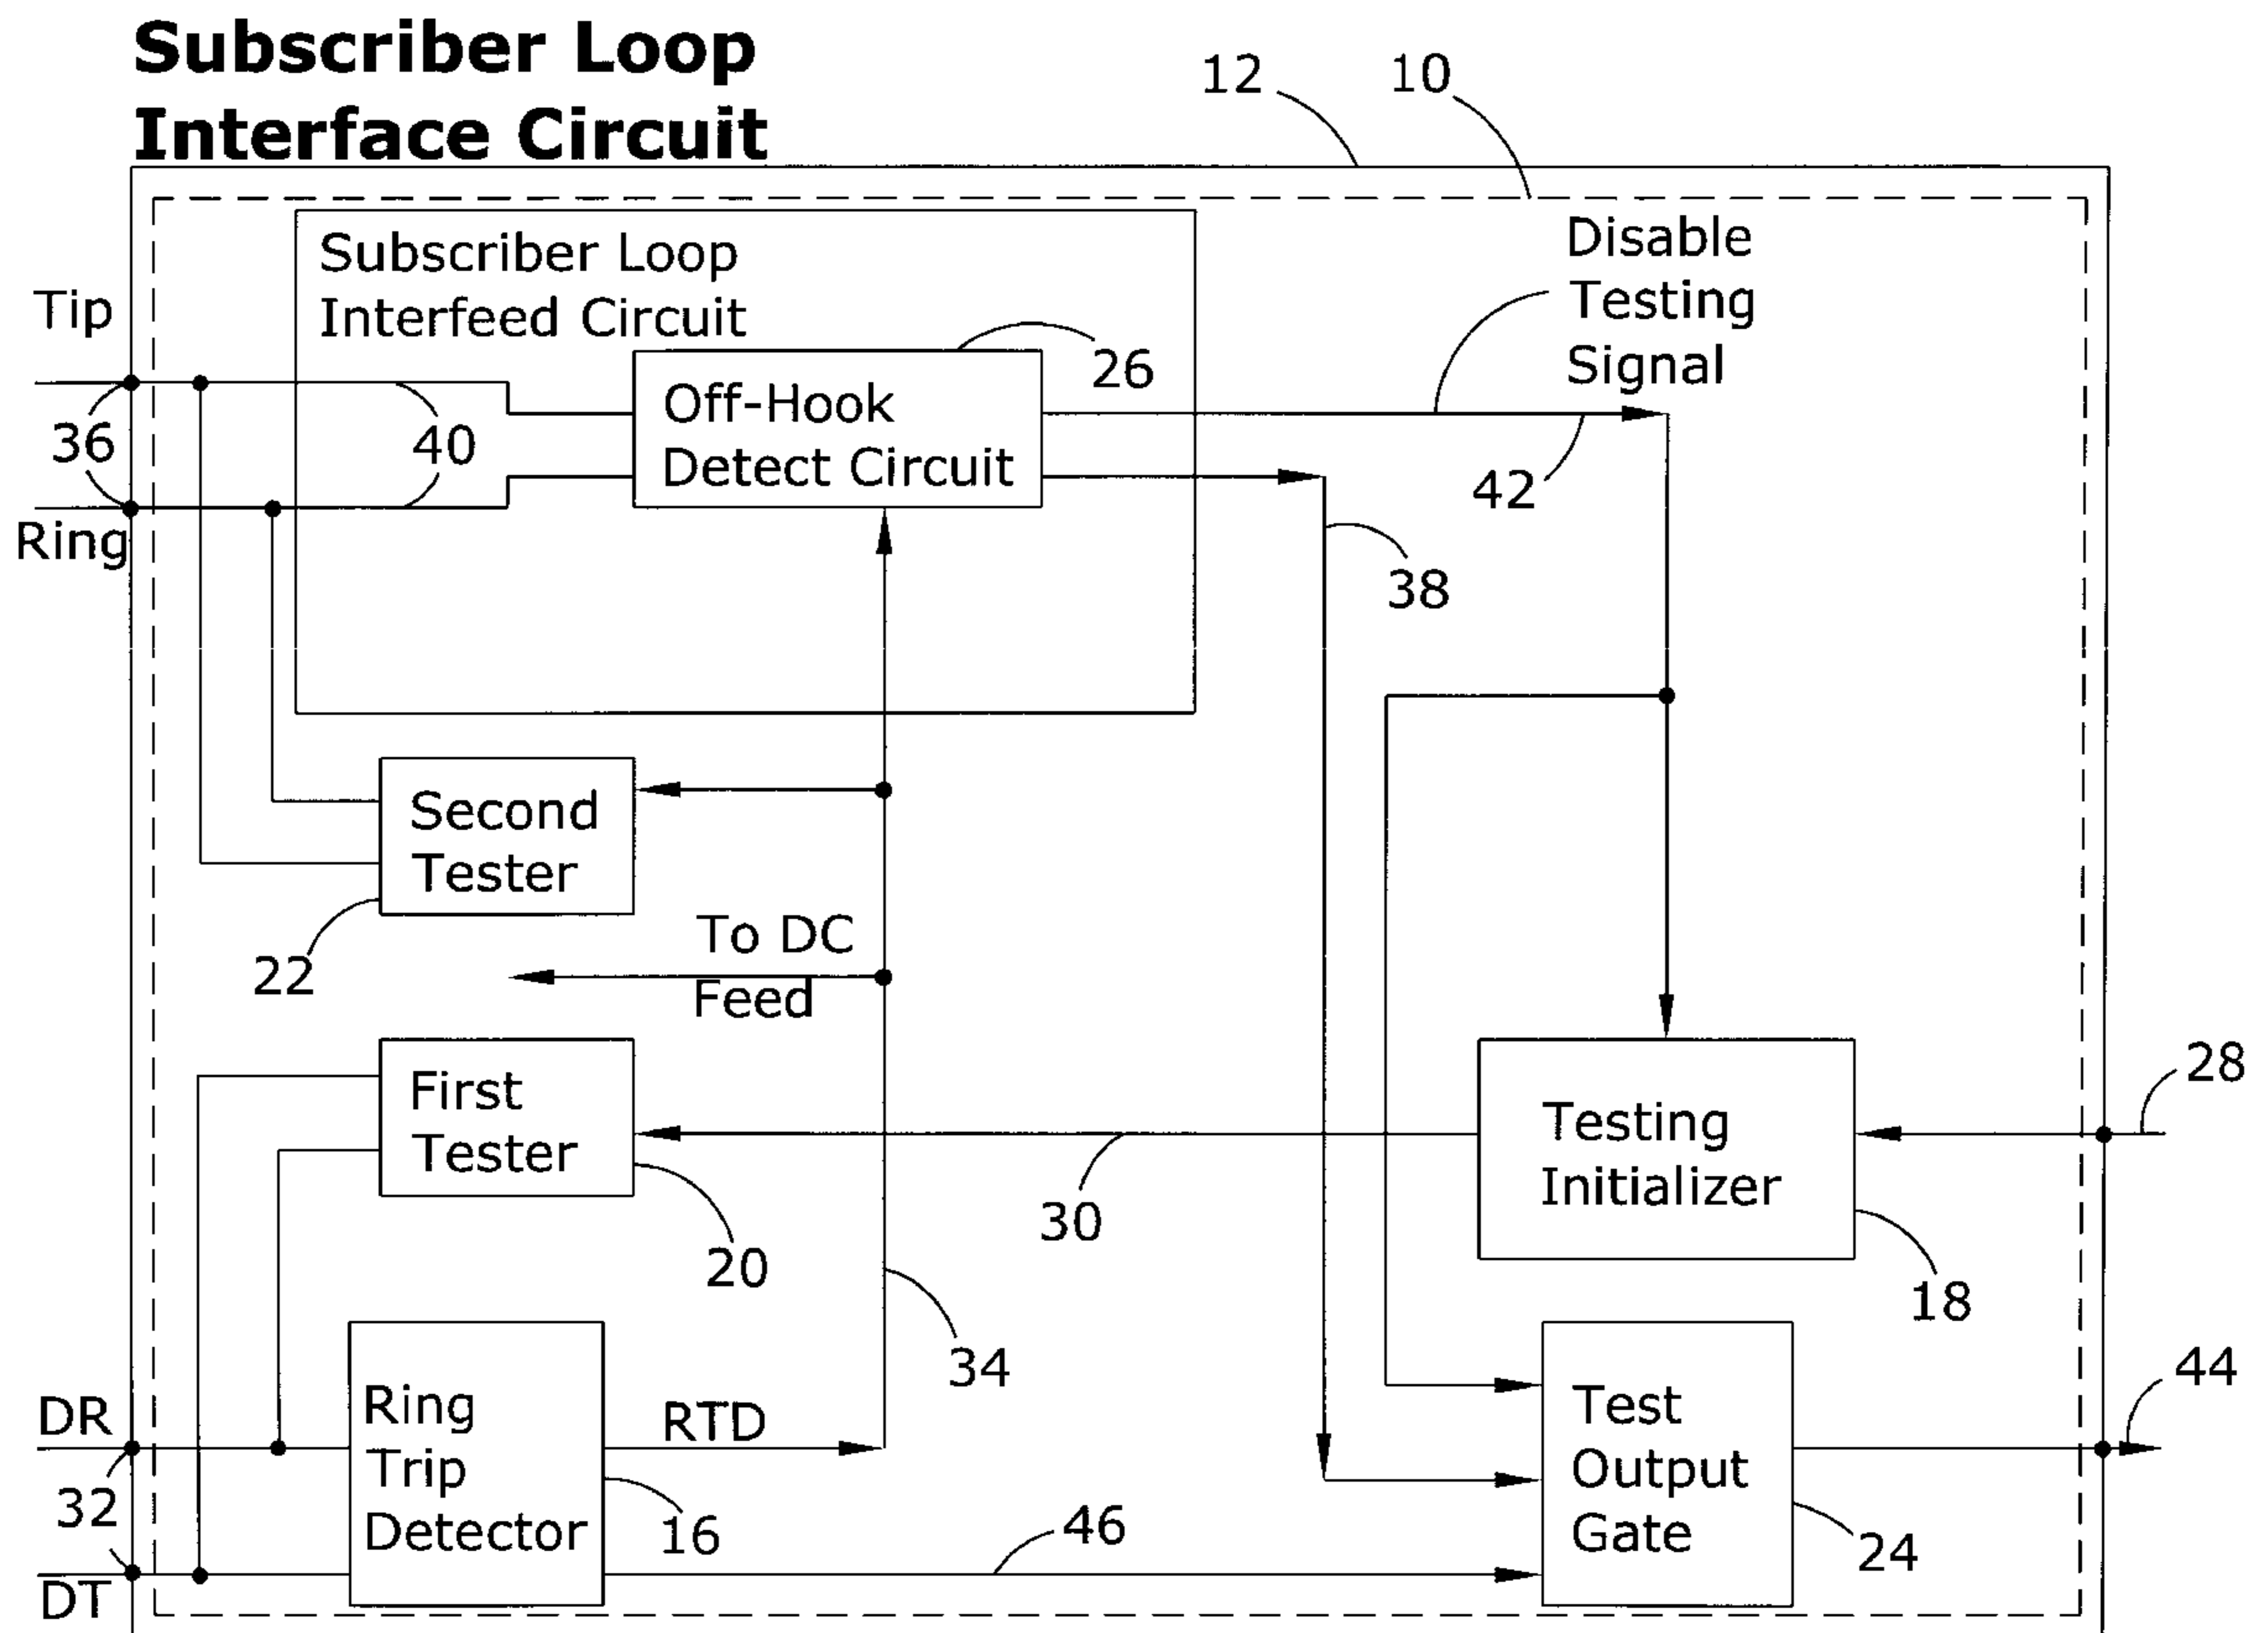 Subscriber Loop
Interface Circuit
12
10
Subscriber Loop
Interfeed Circuit
Disable
Testing
Signal
Tip
26
Off-Hook
Detect Circuit
36
40
42
Ring
38
Second
Tester
22
To DC
Feed
First
Tester
28
Testing
Initializer
30
20
18
34
44
DR
Ring
Trip
Detector
RTD
Test
Output
Gate
32
16
46
24
DT